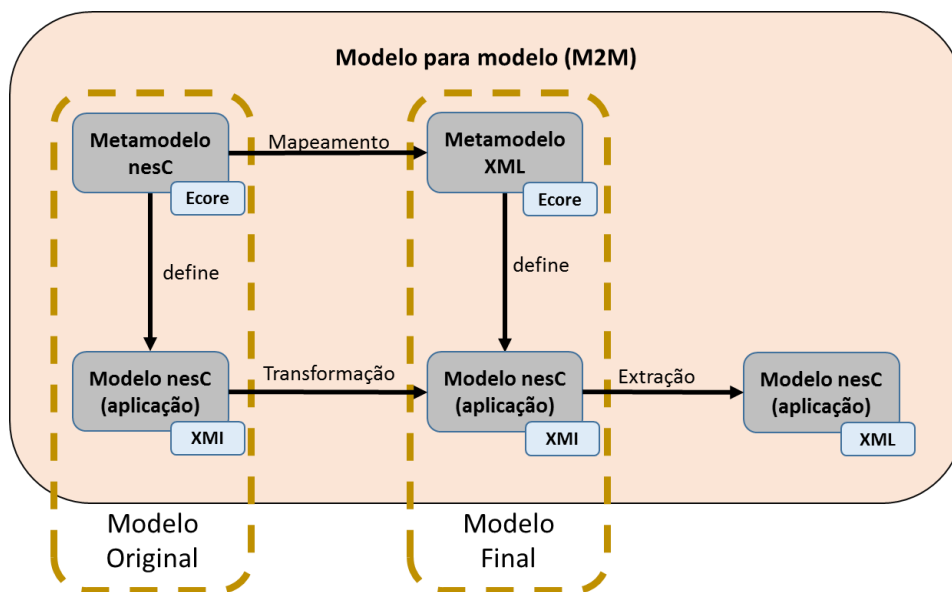 Modelo para modelo (M2M)
Metamodelo
nesC
Ecore
Mapeamento
Metamodelo
XML
Ecore
define
define
Modelo nesC
(aplicação)
XMI
Transformação
Modelo nesC
(aplicação)
XMI
Extração
Modelo nesC
(aplicação)
XML
Modelo
Original
Modelo
Final